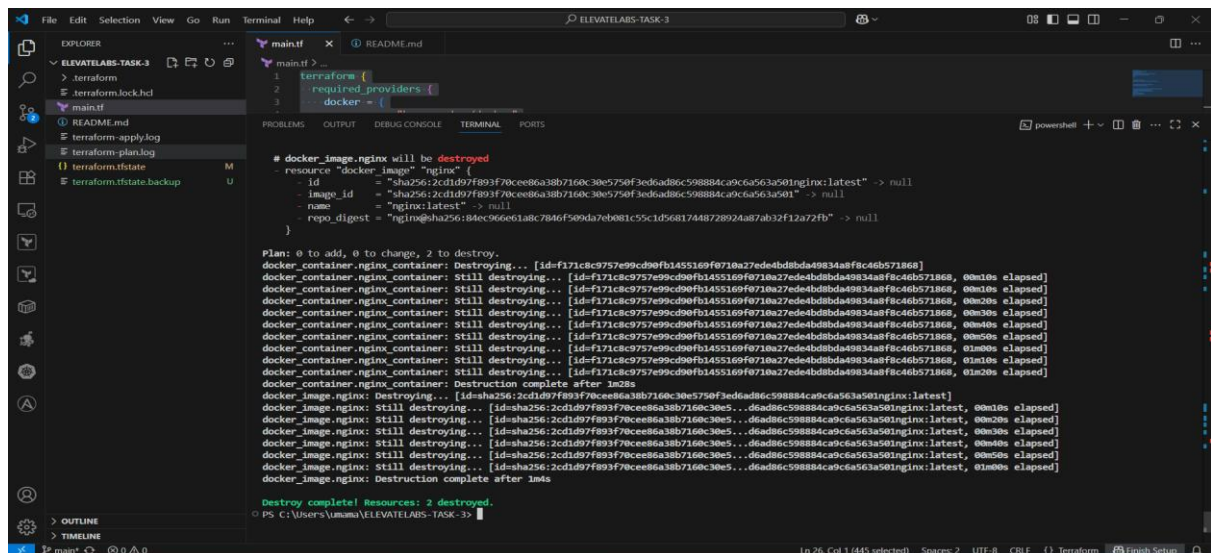 File Edit Selection View Go Run Terminal Help
ELEVATELABS-TASK-3
EXPLORER
ELEVATELABS-TASK-3
.terraform
.terraform.lock.hcl
main.tf
README.md
terraform-apply.log
terraform-plan.log
terraform.tfstate M
terraform.tfstate.backup U
OUTLINE
TIMELINE
main.tf README.md
main.tf > ...
1 terraform {
2 required_providers {
3 docker = {
PROBLEMS OUTPUT DEBUG CONSOLE TERMINAL PORTS
powershell
# docker_image.nginx will be destroyed
- resource "docker_image" "nginx" {
- id = "sha256:2cd1d97f893f70cee86a38b7160c30e5750f3ed6ad86c598884ca9c6a563a501nginx:latest" -> null
- image_id = "sha256:2cd1d97f893f70cee86a38b7160c30e5750f3ed6ad86c598884ca9c6a563a501" -> null
- name = "nginx:latest" -> null
- repo_digest = "nginx@sha256:84ec966e61a8c7846f509da7eb081c55c1d56817448728924a87ab32f12a72fb" -> null
}
Plan: 0 to add, 0 to change, 2 to destroy.
docker_container.nginx_container: Destroying... [id=f171c8c9757e99cd90fb1455169f0710a27ede4bd8bda49834a8f8c46b571868]
docker_container.nginx_container: Still destroying... [id=f171c8c9757e99cd90fb1455169f0710a27ede4bd8bda49834a8f8c46b571868, 00m10s elapsed]
docker_container.nginx_container: Still destroying... [id=f171c8c9757e99cd90fb1455169f0710a27ede4bd8bda49834a8f8c46b571868, 00m10s elapsed]
docker_container.nginx_container: Still destroying... [id=f171c8c9757e99cd90fb1455169f0710a27ede4bd8bda49834a8f8c46b571868, 00m20s elapsed]
docker_container.nginx_container: Still destroying... [id=f171c8c9757e99cd90fb1455169f0710a27ede4bd8bda49834a8f8c46b571868, 00m30s elapsed]
docker_container.nginx_container: Still destroying... [id=f171c8c9757e99cd90fb1455169f0710a27ede4bd8bda49834a8f8c46b571868, 00m40s elapsed]
docker_container.nginx_container: Still destroying... [id=f171c8c9757e99cd90fb1455169f0710a27ede4bd8bda49834a8f8c46b571868, 00m50s elapsed]
docker_container.nginx_container: Still destroying... [id=f171c8c9757e99cd90fb1455169f0710a27ede4bd8bda49834a8f8c46b571868, 01m00s elapsed]
docker_container.nginx_container: Still destroying... [id=f171c8c9757e99cd90fb1455169f0710a27ede4bd8bda49834a8f8c46b571868, 01m10s elapsed]
docker_container.nginx_container: Still destroying... [id=f171c8c9757e99cd90fb1455169f0710a27ede4bd8bda49834a8f8c46b571868, 01m20s elapsed]
docker_container.nginx_container: Destruction complete after 1m28s
docker_image.nginx: Destroying... [id=sha256:2cd1d97f893f70cee86a38b7160c30e5750f3ed6ad86c598884ca9c6a563a501nginx:latest]
docker_image.nginx: Still destroying... [id=sha256:2cd1d97f893f70cee86a38b7160c30e5...d6ad86c598884ca9c6a563a501nginx:latest, 00m10s elapsed]
docker_image.nginx: Still destroying... [id=sha256:2cd1d97f893f70cee86a38b7160c30e5...d6ad86c598884ca9c6a563a501nginx:latest, 00m20s elapsed]
docker_image.nginx: Still destroying... [id=sha256:2cd1d97f893f70cee86a38b7160c30e5...d6ad86c598884ca9c6a563a501nginx:latest, 00m30s elapsed]
docker_image.nginx: Still destroying... [id=sha256:2cd1d97f893f70cee86a38b7160c30e5...d6ad86c598884ca9c6a563a501nginx:latest, 00m40s elapsed]
docker_image.nginx: Still destroying... [id=sha256:2cd1d97f893f70cee86a38b7160c30e5...d6ad86c598884ca9c6a563a501nginx:latest, 00m50s elapsed]
docker_image.nginx: Still destroying... [id=sha256:2cd1d97f893f70cee86a38b7160c30e5...d6ad86c598884ca9c6a563a501nginx:latest, 01m00s elapsed]
docker_image.nginx: Destruction complete after 1m4s
Destroy complete! Resources: 2 destroyed.
PS C:\Users\umama\ELEVATELABS-TASK-3>
main* 0 0 Ln 26, Col 1 (445 selected) Spaces: 2 UTF-8 CRLF {} Terraform Finish Setup